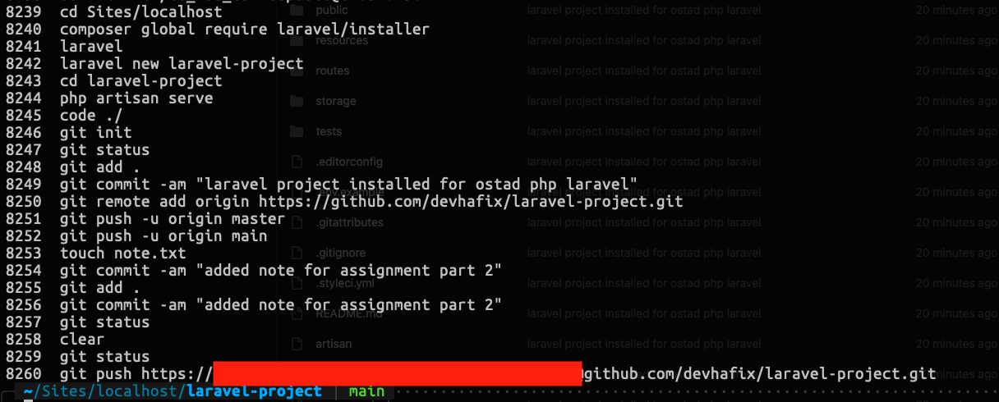 8239 cd Sites/localhost
8240 composer global require laravel/installer
8241 laravel
8242 laravel new laravel-project
8243 cd laravel-project
8244 php artisan serve
8245 code ./
8246 git init
8247 git status
8248 git add .
8249 git commit -am "laravel project installed for ostad php laravel"
8250 git remote add origin https://github.com/devhafix/laravel-project.git
8251 git push -u origin master
8252 git push -u origin main
8253 touch note.txt
8254 git commit -am "added note for assignment part 2"
8255 git add .
8256 git commit -am "added note for assignment part 2"
8257 git status
8258 clear
8259 git status
8260 git push https:// @github.com/devhafix/laravel-project.git
~/Sites/localhost/laravel-project | main
public laravel project installed for ostad php laravel 20 minutes ago
resources laravel project installed for ostad php laravel 20 minutes ago
routes laravel project installed for ostad php laravel 20 minutes ago
storage laravel project installed for ostad php laravel 20 minutes ago
tests laravel project installed for ostad php laravel 20 minutes ago
.editorconfig laravel project installed for ostad php laravel 20 minutes ago
.env.example laravel project installed for ostad php laravel 20 minutes ago
.gitattributes laravel project installed for ostad php laravel 20 minutes ago
.gitignore laravel project installed for ostad php laravel 20 minutes ago
.styleci.yml laravel project installed for ostad php laravel 20 minutes ago
README.md laravel project installed for ostad php laravel 20 minutes ago
artisan laravel project installed for ostad php laravel 20 minutes ago